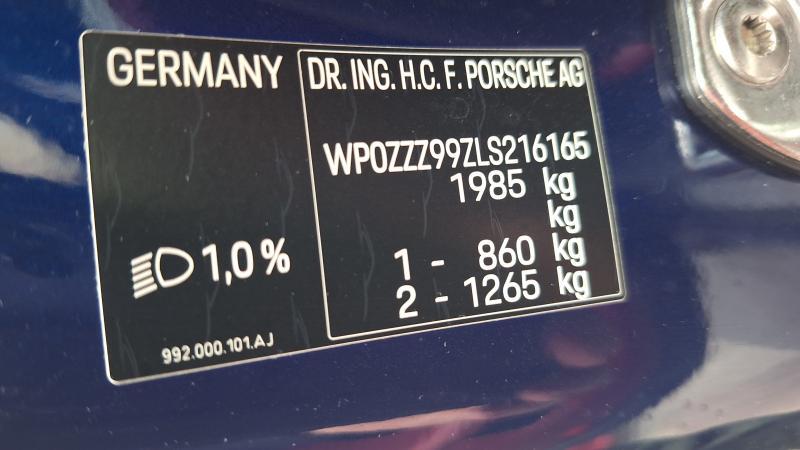 GERMANY
DR. ING. H.C. F. PORSCHE AG
WP0ZZZ99ZLS216165
1985 kg
kg
1 - 860 kg
2 - 1265 kg
1,0 %
992.000.101.AJ